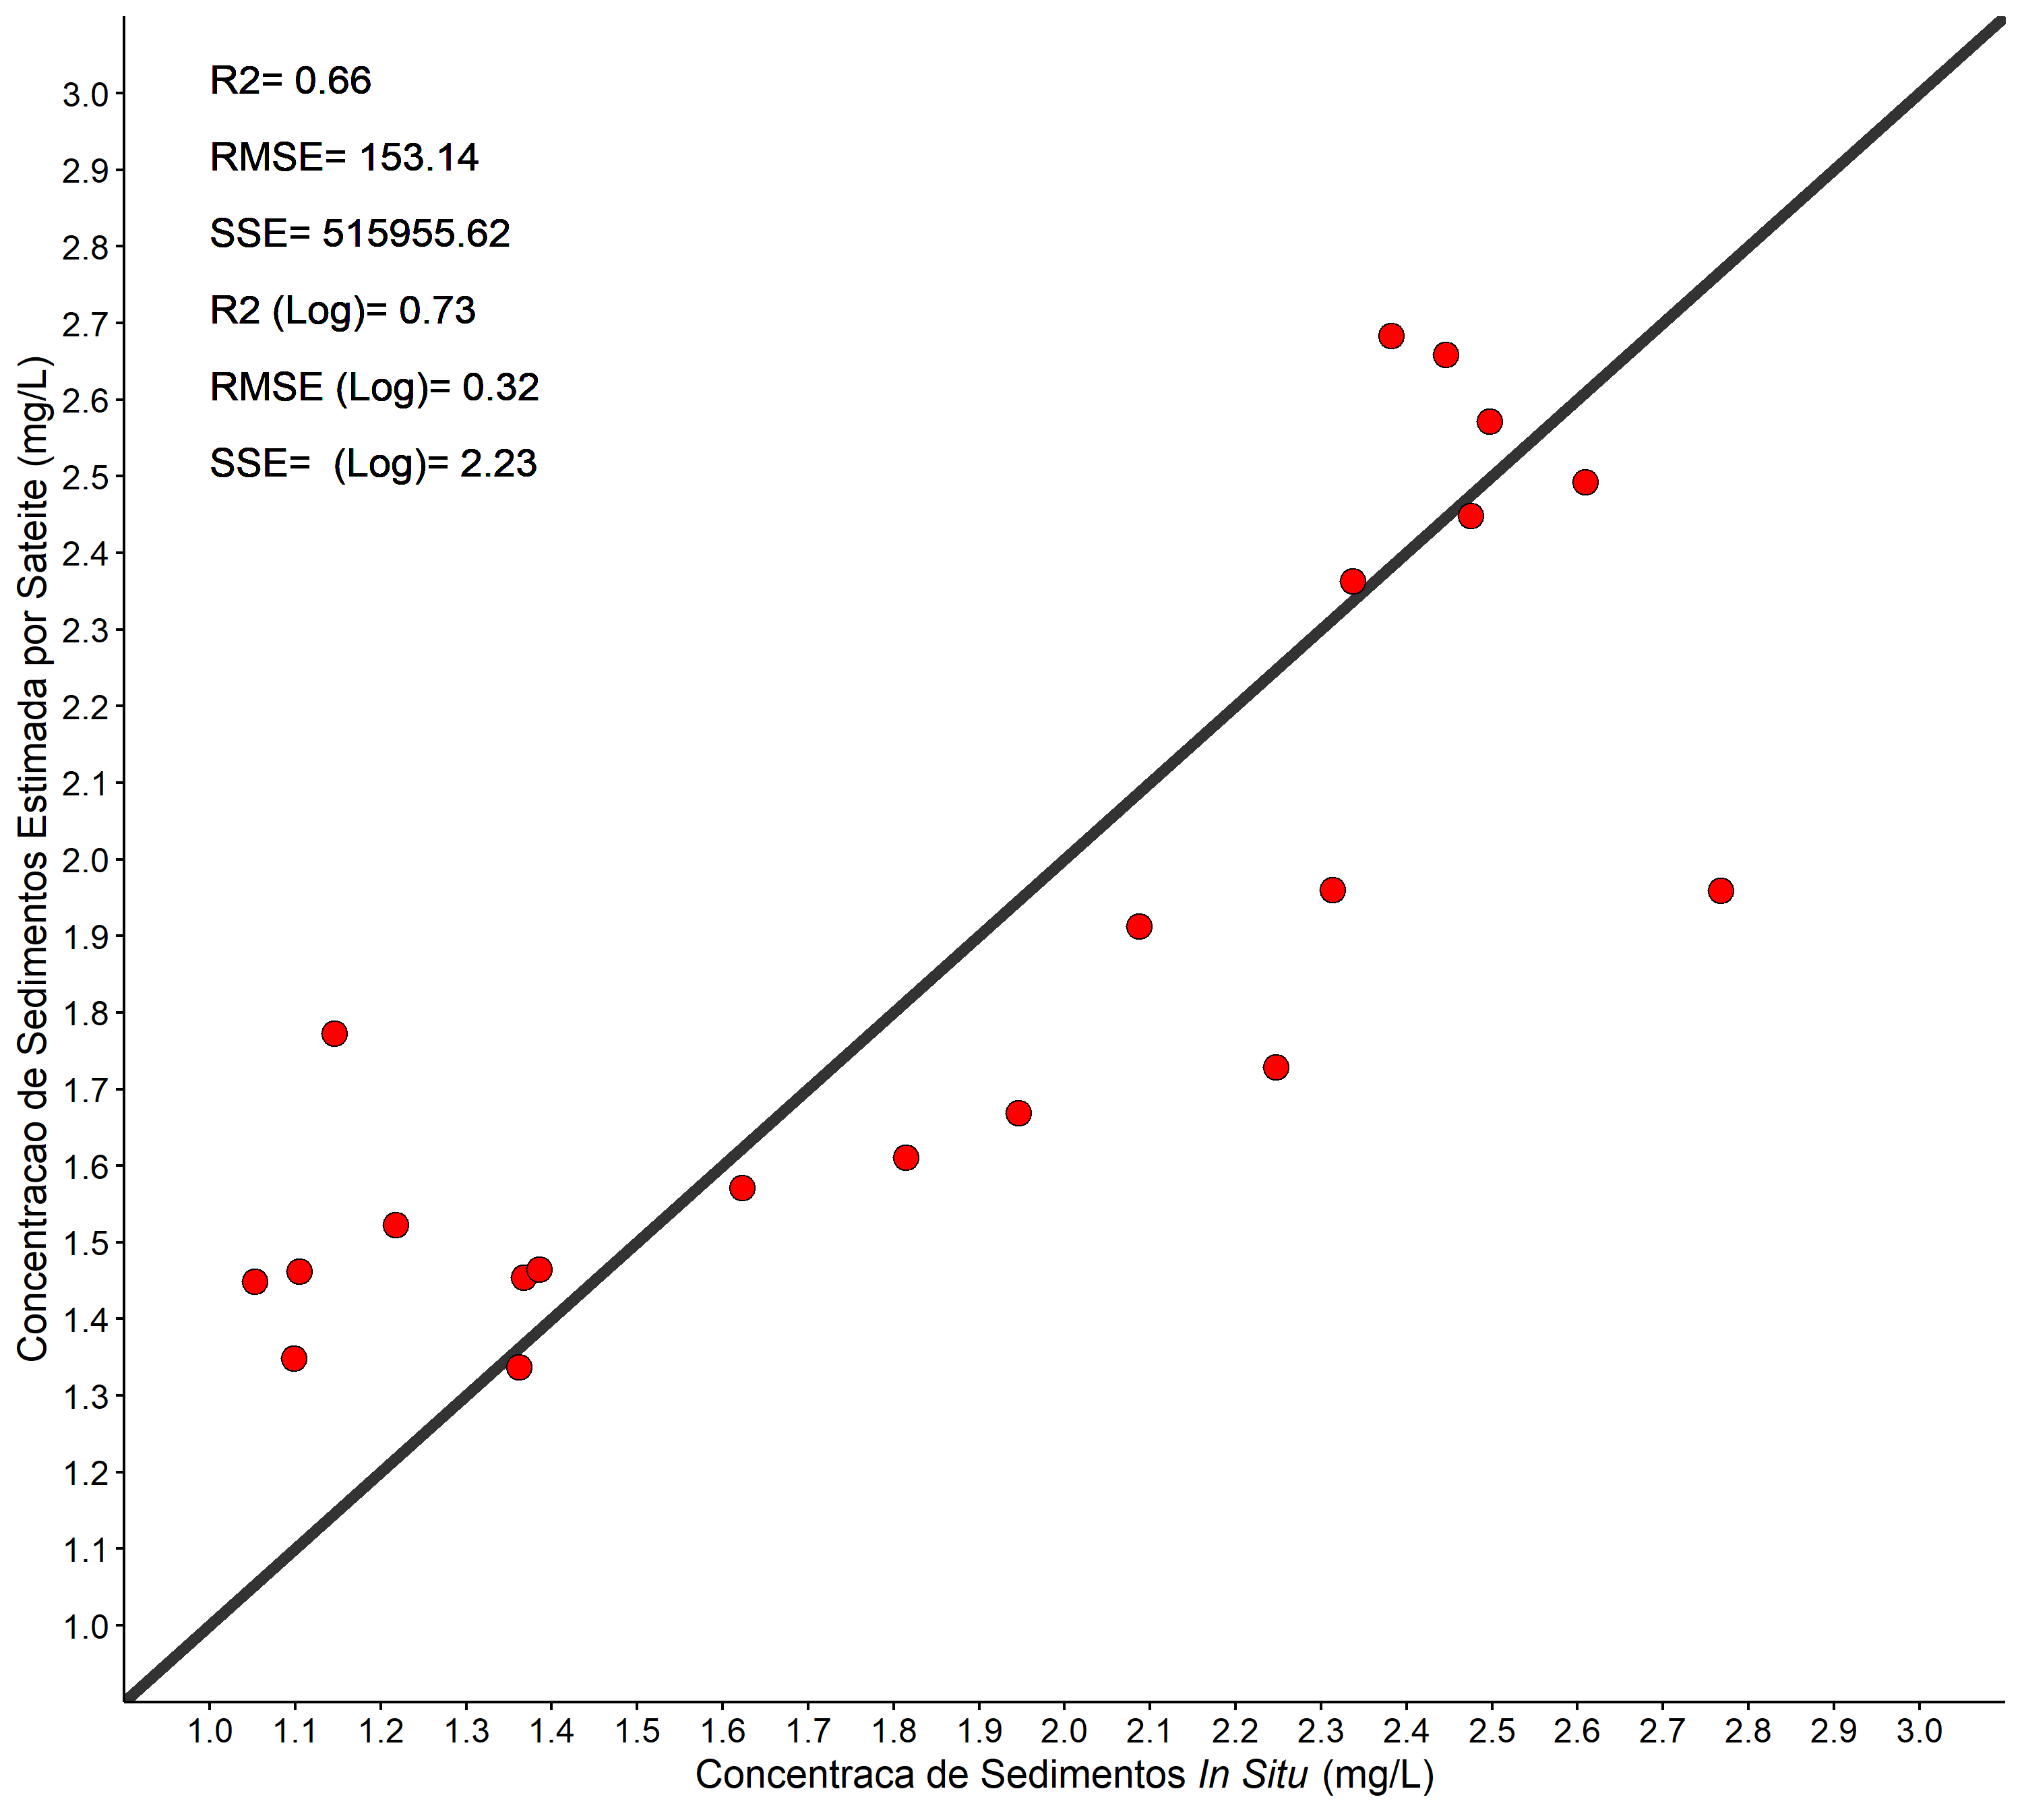 R2= 0.66
RMSE= 153.14
SSE= 515955.62
R2 (Log)= 0.73
RMSE (Log)= 0.32
SSE=  (Log)= 2.23
Concentracao de Sedimentos Estimada por Sateite (mg/L)
3.0
2.9
2.8
2.7
2.6
2.5
2.4
2.3
2.2
2.1
2.0
1.9
1.8
1.7
1.6
1.5
1.4
1.3
1.2
1.1
1.0
1.0 1.1 1.2 1.3 1.4 1.5 1.6 1.7 1.8 1.9 2.0 2.1 2.2 2.3 2.4 2.5 2.6 2.7 2.8 2.9 3.0
Concentraca de Sedimentos In Situ (mg/L)